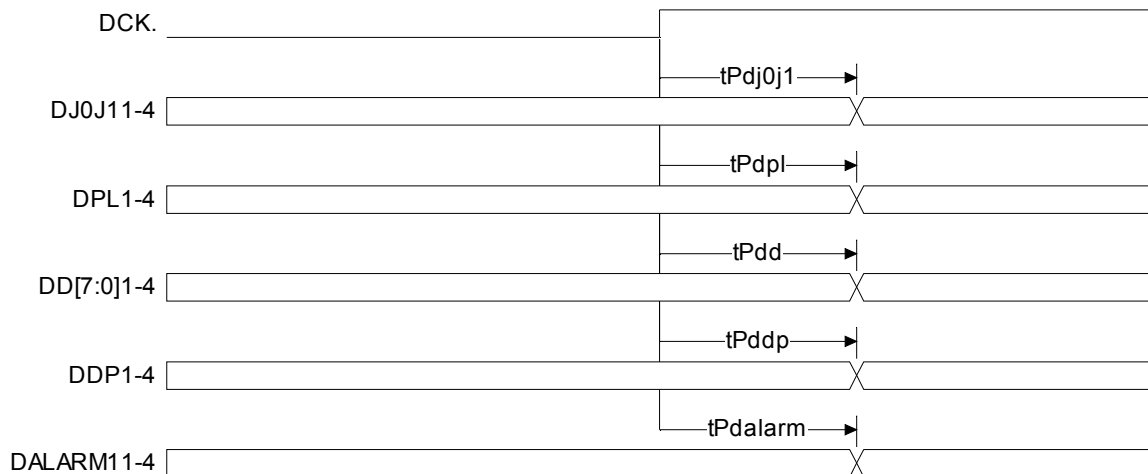 DCK.
tPdj0j1
DJ0J11-4
tPdpl
DPL1-4
tPdd
DD[7:0]1-4
tPddp
DDP1-4
tPdalarm
DALARM11-4